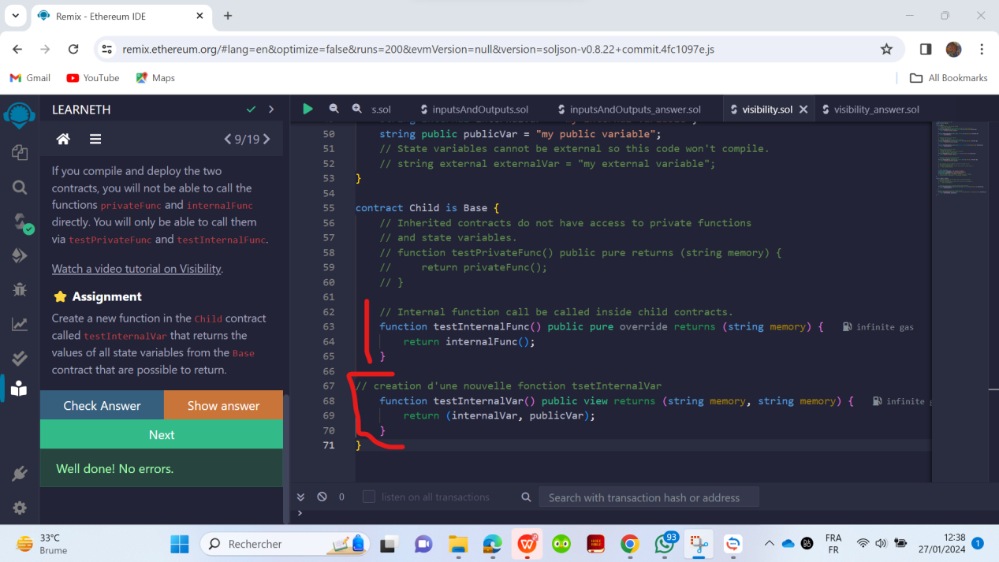 Remix - Ethereum IDE
remix.ethereum.org/#lang=en&optimize=false&runs=200&evmVersion=null&version=soljson-v0.8.22+commit.4fc1097e.js
Gmail YouTube Maps All Bookmarks
LEARNETH
9/19
If you compile and deploy the two
contracts, you will not be able to call the
functions privateFunc and internalFunc
directly. You will only be able to call them
via testPrivateFunc and testInternalFunc.
Watch a video tutorial on Visibility.
Assignment
Create a new function in the Child contract
called testInternalVar that returns the
values of all state variables from the Base
contract that are possible to return.
Check Answer Show answer
Next
Well done! No errors.
s.sol inputsAndOutputs.sol inputsAndOutputs_answer.sol visibility.sol visibility_answer.sol
50 string public publicVar = "my public variable";
51 // State variables cannot be external so this code won't compile.
52 // string external externalVar = "my external variable";
53 }
54
55 contract Child is Base {
56 // Inherited contracts do not have access to private functions
57 // and state variables.
58 // function testPrivateFunc() public pure returns (string memory) {
59 // return privateFunc();
60 // }
61
62 // Internal function call be called inside child contracts.
63 function testInternalFunc() public pure override returns (string memory) { infinite gas
64 return internalFunc();
65 }
66
67 // creation d'une nouvelle fonction tsetInternalVar
68 function testInternalVar() public view returns (string memory, string memory) { infinite
69 return (internalVar, publicVar);
70 }
71 }
0 listen on all transactions Search with transaction hash or address
>
33°C
Brume
Rechercher
93
FRA
FR
12:38
27/01/2024
1